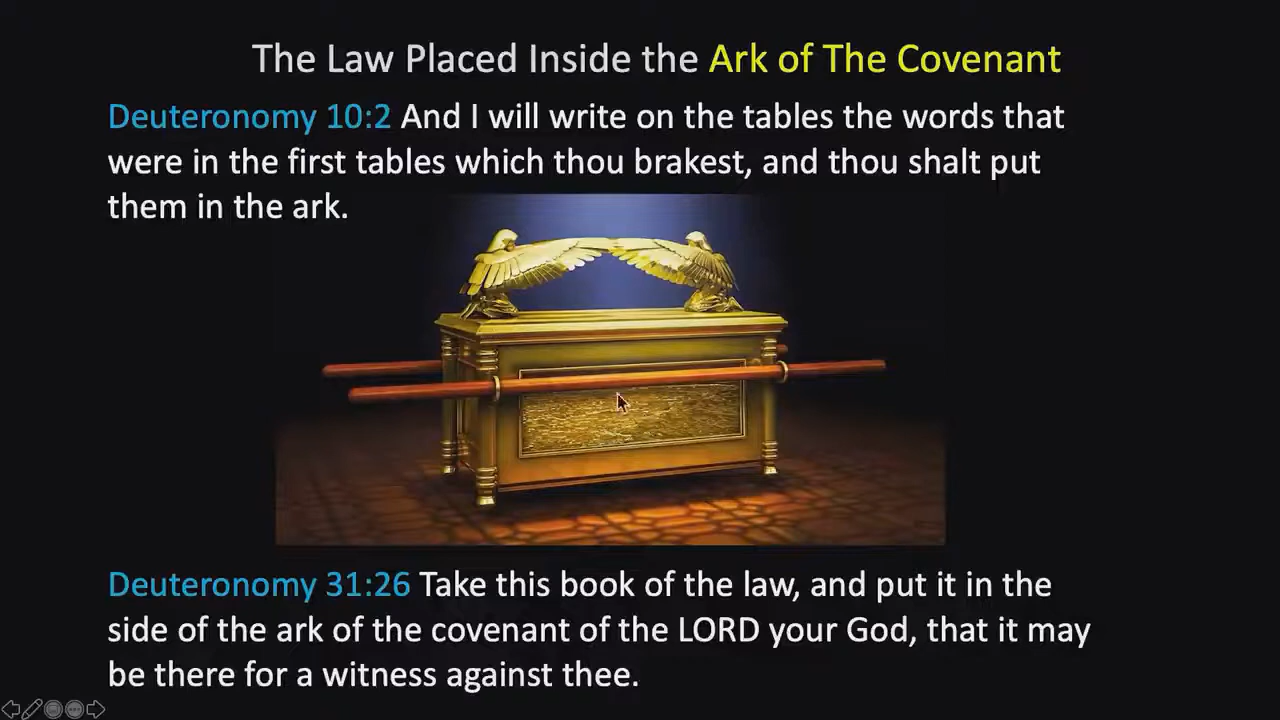 The Law Placed Inside the Ark of The Covenant
Deuteronomy 10:2 And I will write on the tables the words that
were in the first tables which thou brakest, and thou shalt put
them in the ark.
Deuteronomy 31:26 Take this book of the law, and put it in the
side of the ark of the covenant of the LORD your God, that it may
be there for a witness against thee.